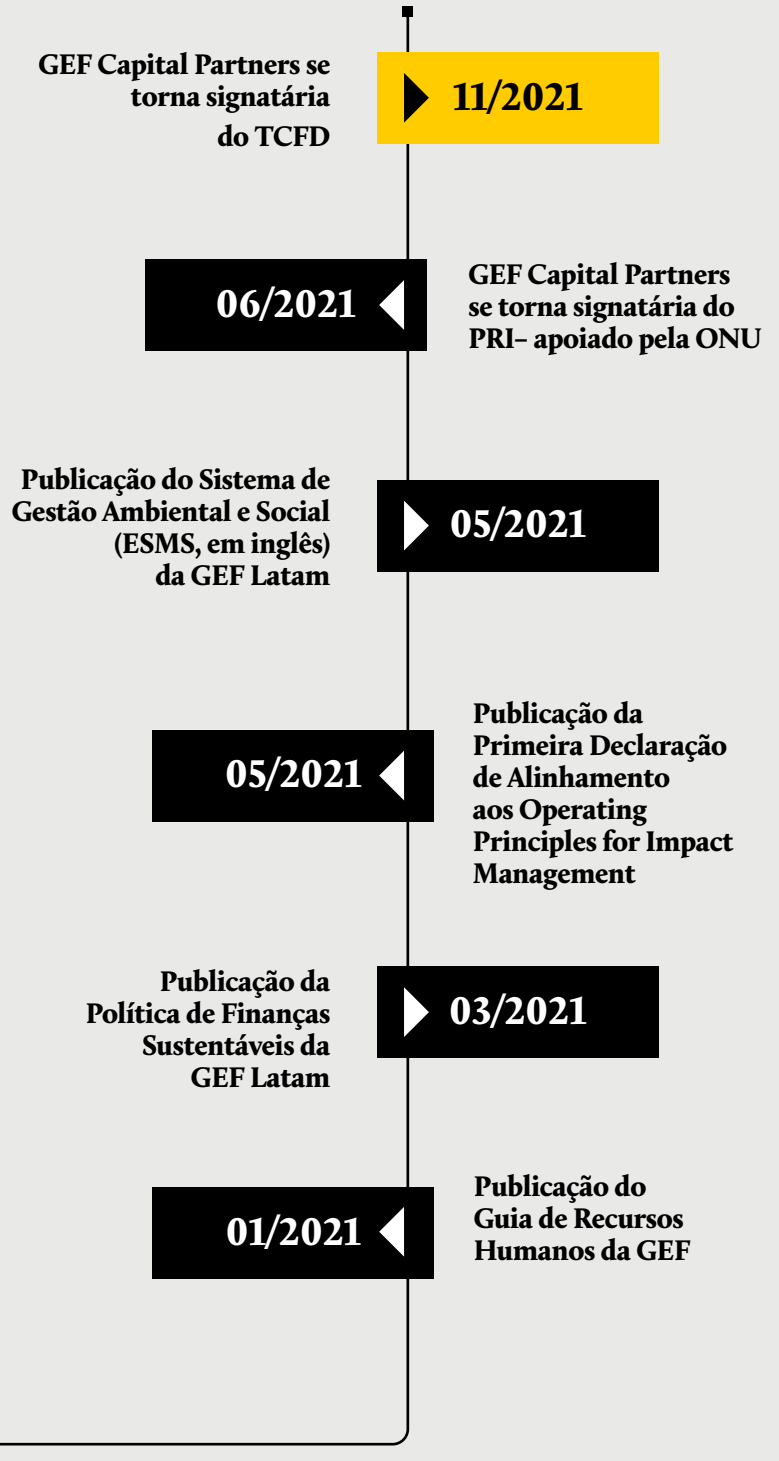 GEF Capital Partners se
torna signatária
do TCFD
11/2021
06/2021
GEF Capital Partners
se torna signatária do
PRI– apoiado pela ONU
Publicação do Sistema de
Gestão Ambiental e Social
(ESMS, em inglês)
da GEF Latam
05/2021
05/2021
Publicação da
Primeira Declaração
de Alinhamento
aos Operating
Principles for Impact
Management
Publicação da
Política de Finanças
Sustentáveis da
GEF Latam
03/2021
01/2021
Publicação do
Guia de Recursos
Humanos da GEF